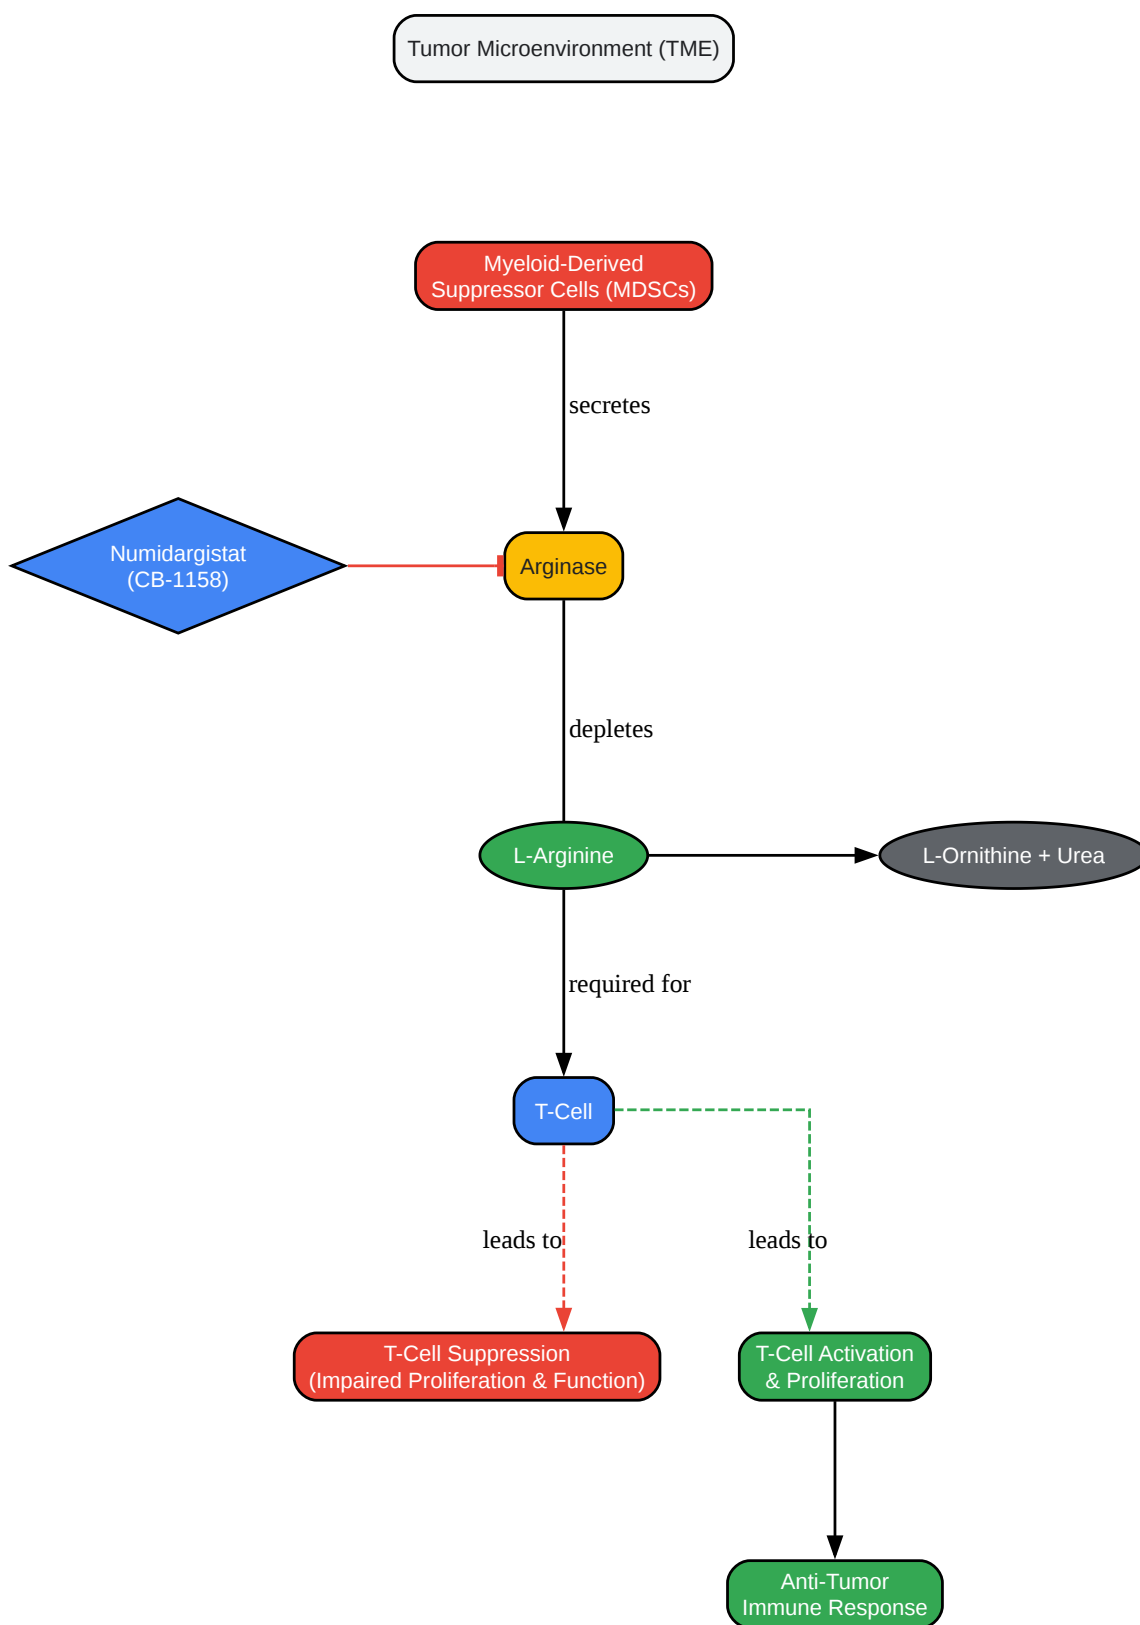 Tumor Microenvironment (TME)
Myeloid-Derived
Suppressor Cells (MDSCs)
secretes
Numidargistat
(CB-1158)
Arginase
depletes
L-Arginine
L-Ornithine + Urea
required for
T-Cell
leads to
leads to
T-Cell Suppression
(Impaired Proliferation & Function)
T-Cell Activation
& Proliferation
Anti-Tumor
Immune Response